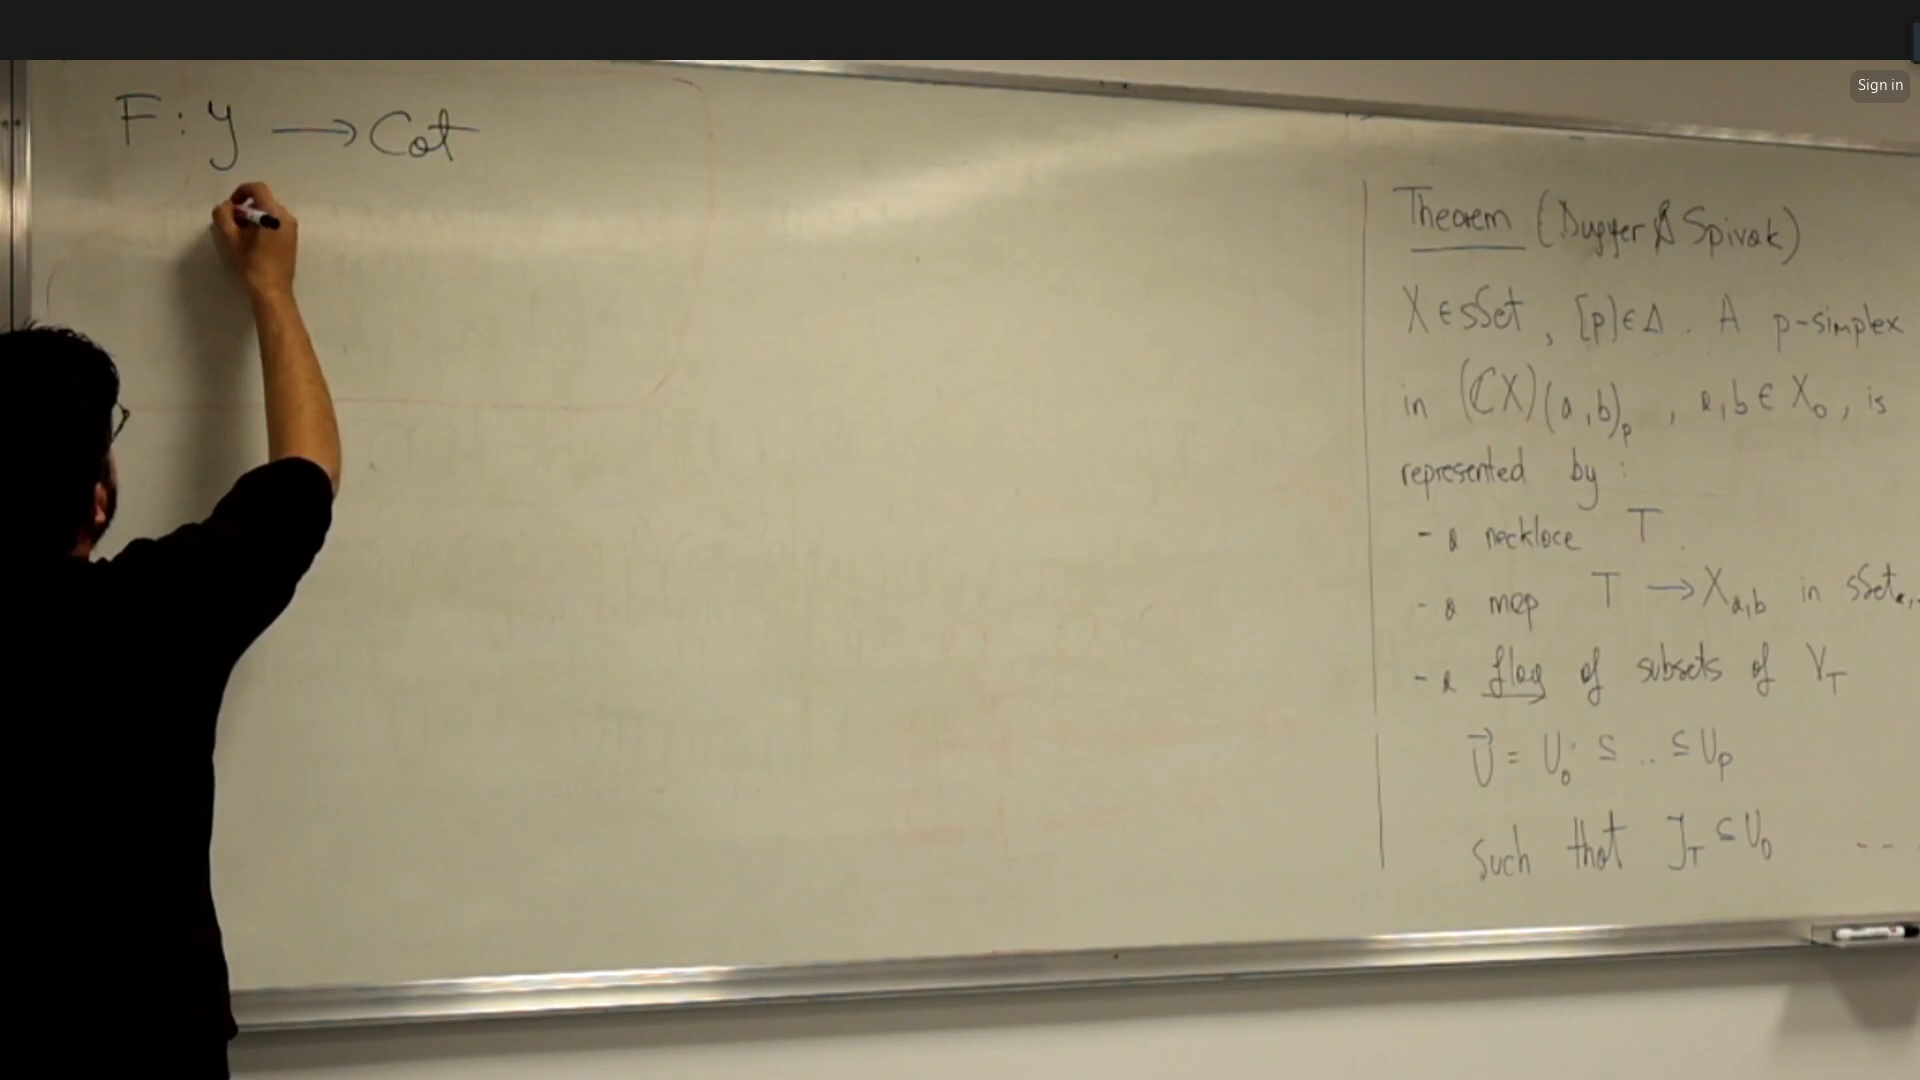 F : Y → Cat
Theorem (Dugger & Spivak)
X ∈ sSet , [p] ∈ Δ . A p-simplex
in (ℂX)(a,b)_p , a,b ∈ X_0 , is
represented by :
- a necklace T
- a map T → X_{a,b} in sSet_{*,
- a flag of subsets of V_T
U⃗ = U_0 ⊆ .. ⊆ U_p
such that J_T ⊆ U_0 - -
Sign in